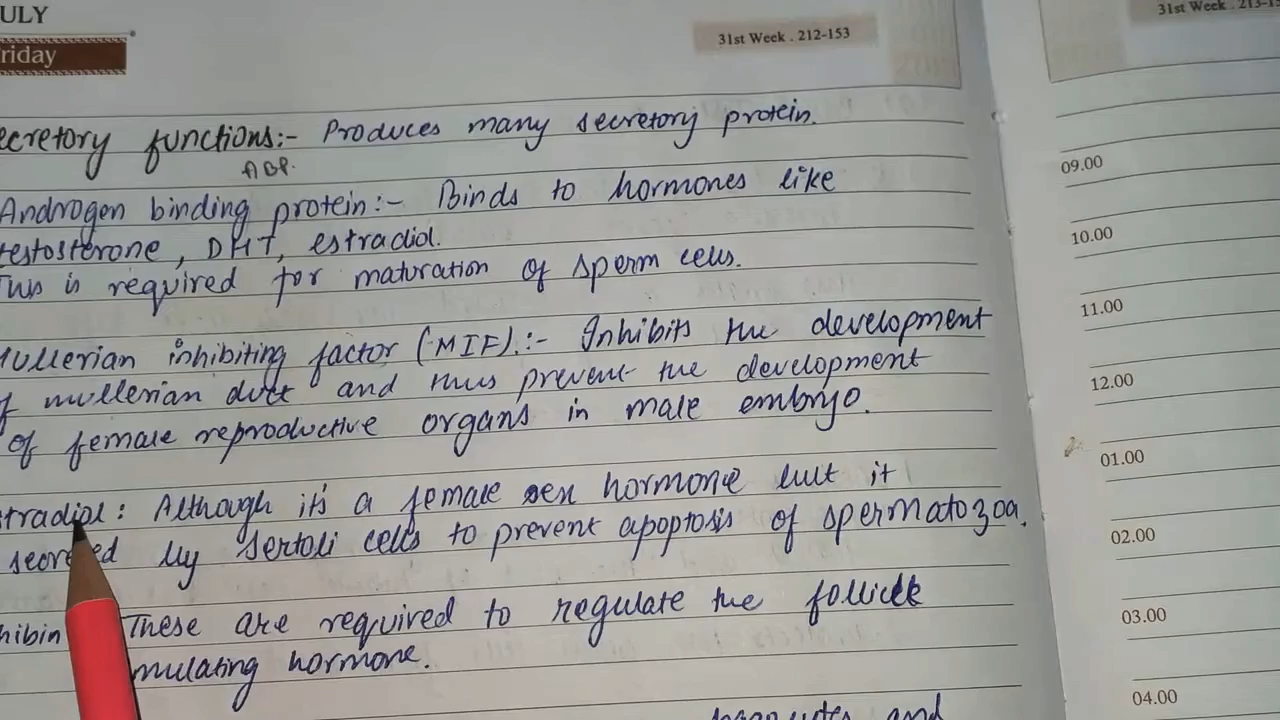 ULY
riday
31st Week . 212-153
31st Week . 213-15
ecretory functions:- Produces many secretory protein.
ABP.
Androgen binding protein:- Binds to hormones like
testosterone, DHT, estradiol.
This is required for maturation of sperm cells.
Mullerian inhibiting factor (MIF):- Inhibits the development
of mullerian duct and thus prevent the development
of female reproductive organs in male embryo.
stradiol: Although it's a female sex hormone but it
secreted by Sertoli cells to prevent apoptosis of spermatozoa.
hibin These are required to regulate the follicle
mulating hormone.
and
09.00
10.00
11.00
12.00
01.00
02.00
03.00
04.00